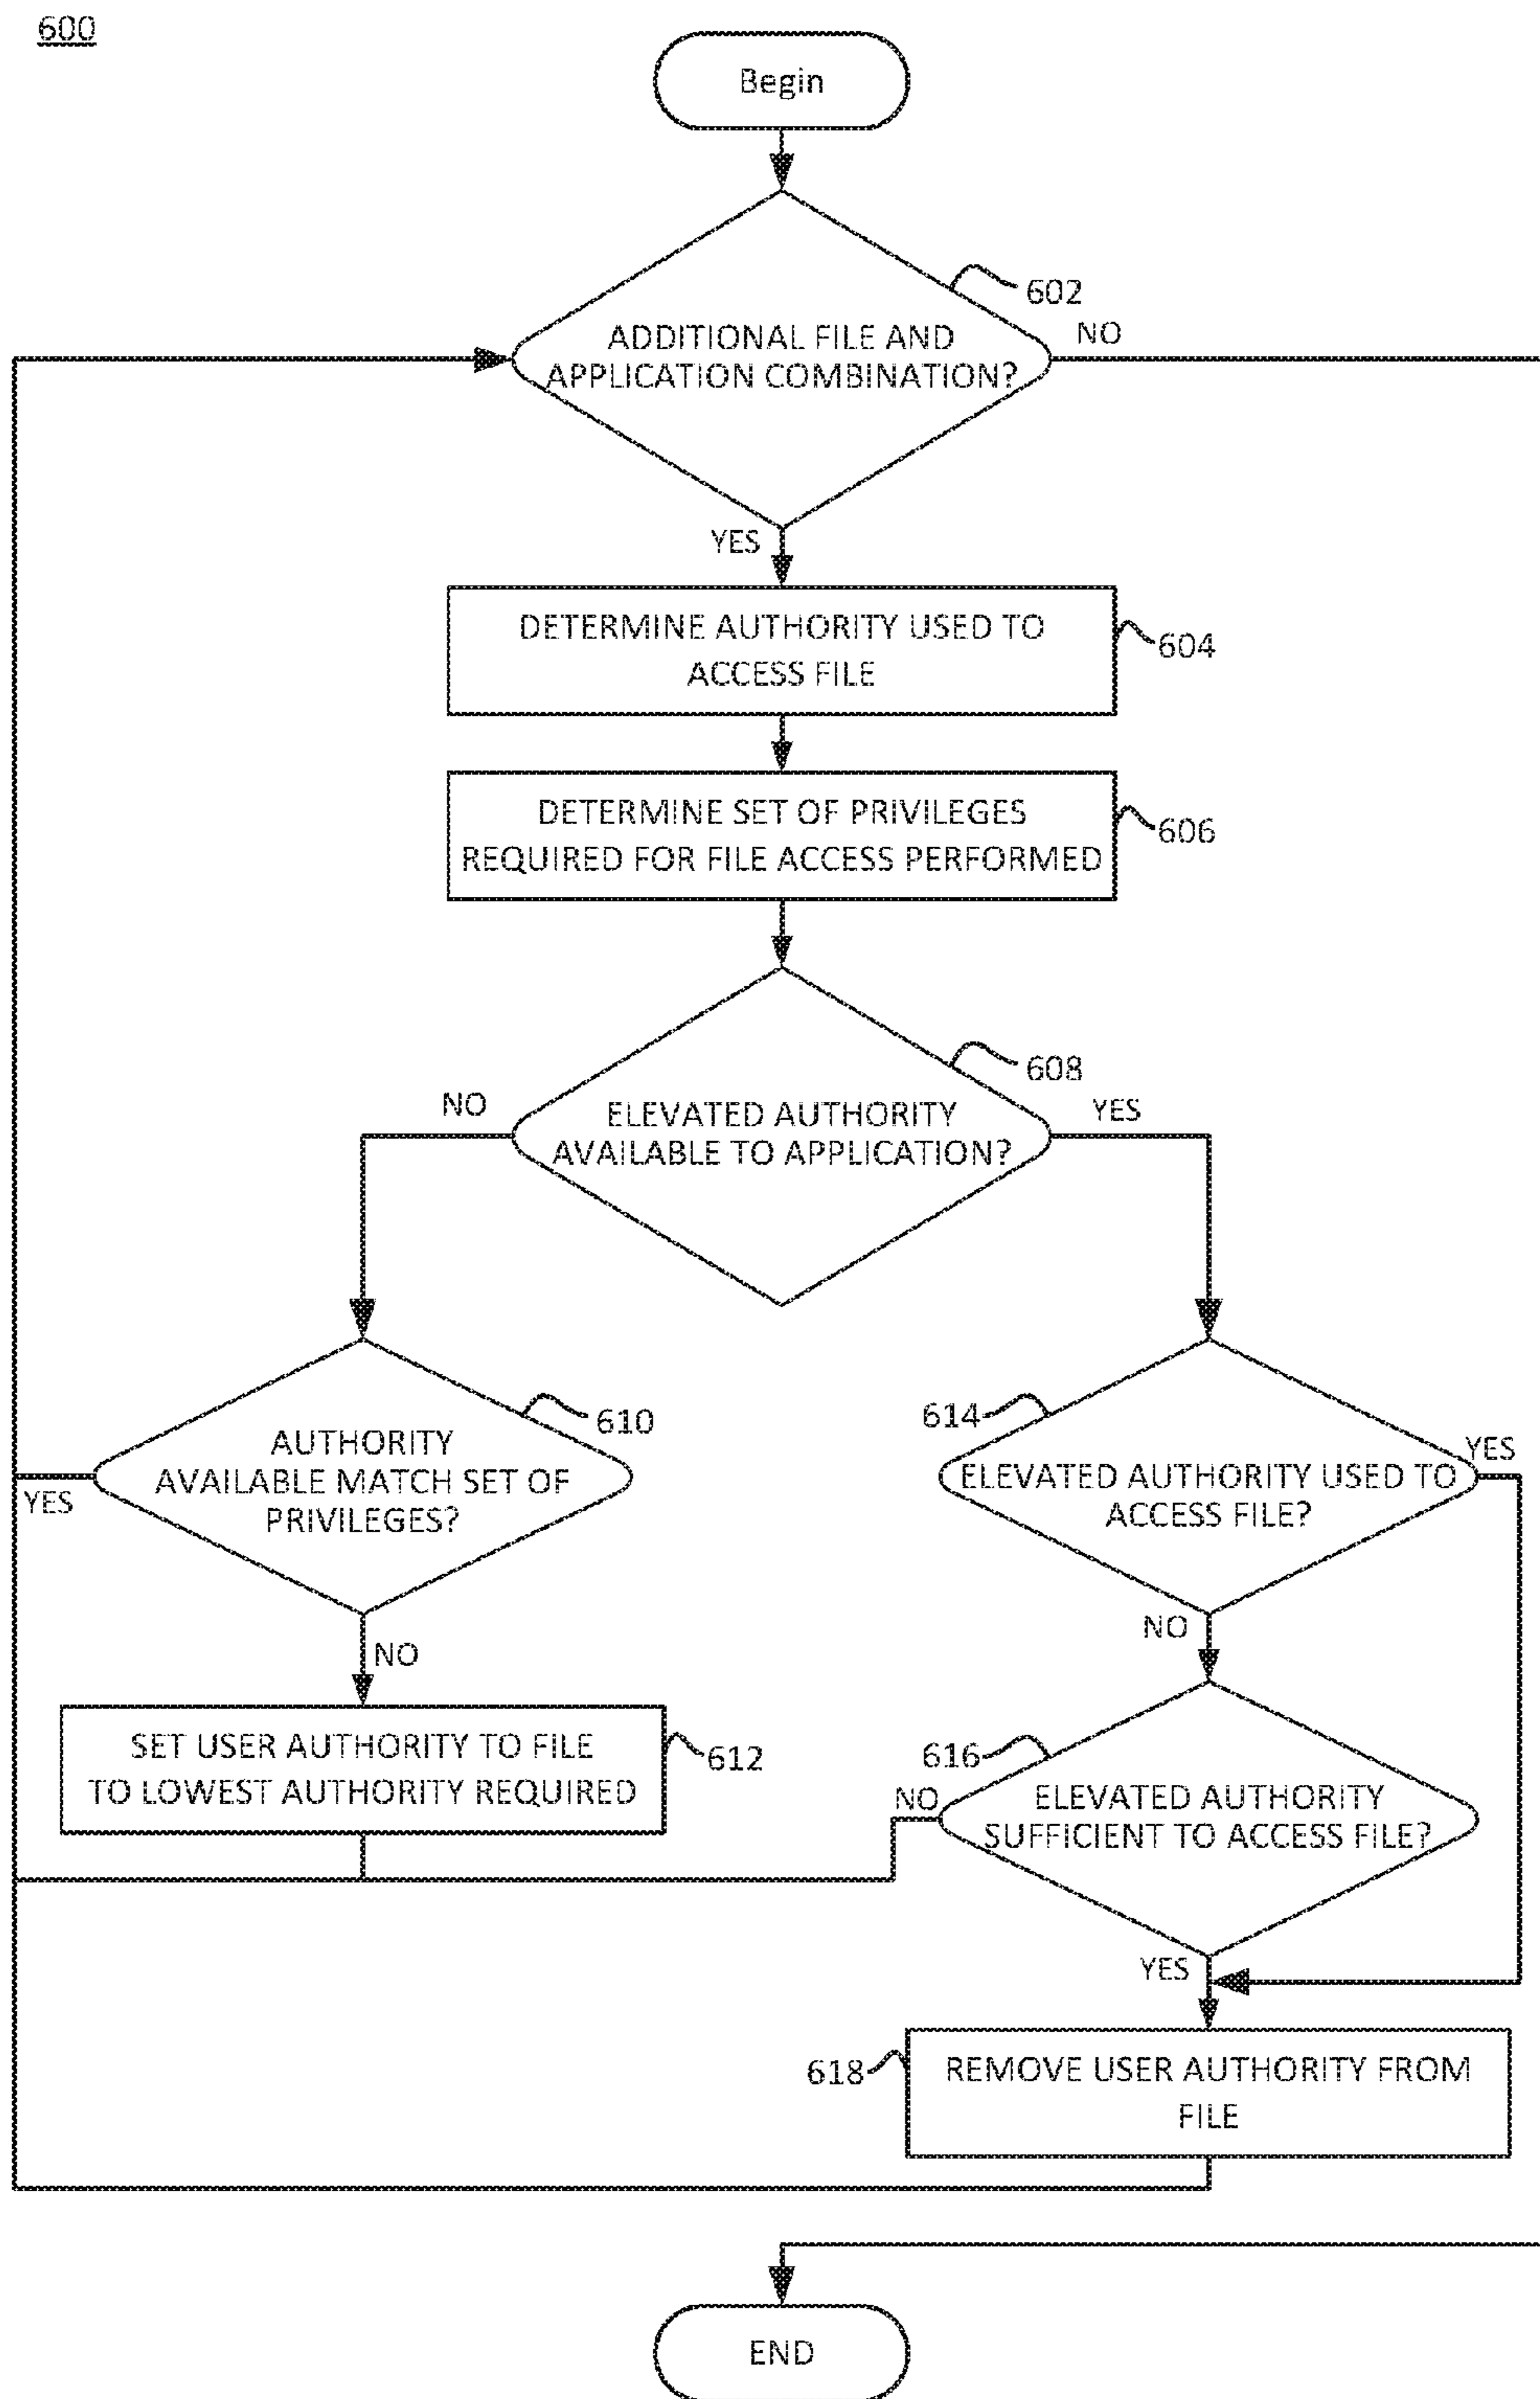 600
Begin
602
ADDITIONAL FILE AND
APPLICATION COMBINATION?
NO
YES
DETERMINE AUTHORITY USED TO
ACCESS FILE
604
DETERMINE SET OF PRIVILEGES
REQUIRED FOR FILE ACCESS PERFORMED
606
608
NO
ELEVATED AUTHORITY
AVAILABLE TO APPLICATION?
YES
610
AUTHORITY
AVAILABLE MATCH SET OF
PRIVILEGES?
YES
NO
614
ELEVATED AUTHORITY USED TO
ACCESS FILE?
YES
NO
SET USER AUTHORITY TO FILE
TO LOWEST AUTHORITY REQUIRED
612
616
NO
ELEVATED AUTHORITY
SUFFICIENT TO ACCESS FILE?
YES
618
REMOVE USER AUTHORITY FROM
FILE
END